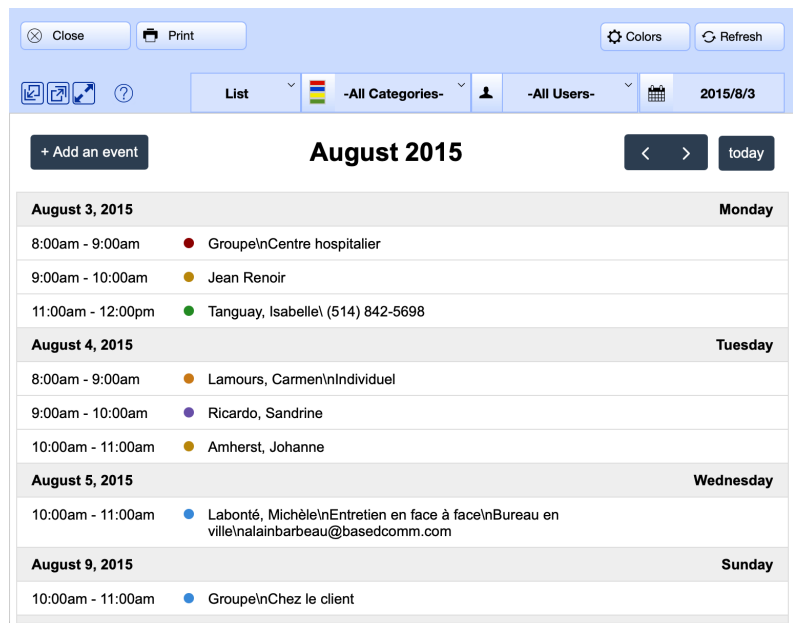 Close Print Colors Refresh
List -All Categories- -All Users- 2015/8/3
+ Add an event August 2015 today
August 3, 2015 Monday
8:00am - 9:00am Groupe\nCentre hospitalier
9:00am - 10:00am Jean Renoir
11:00am - 12:00pm Tanguay, Isabelle\ (514) 842-5698
August 4, 2015 Tuesday
8:00am - 9:00am Lamours, Carmen\nIndividuel
9:00am - 10:00am Ricardo, Sandrine
10:00am - 11:00am Amherst, Johanne
August 5, 2015 Wednesday
10:00am - 11:00am Labonté, Michèle\nEntretien en face à face\nBureau en
ville\nalainbarbeau@basedcomm.com
August 9, 2015 Sunday
10:00am - 11:00am Groupe\nChez le client